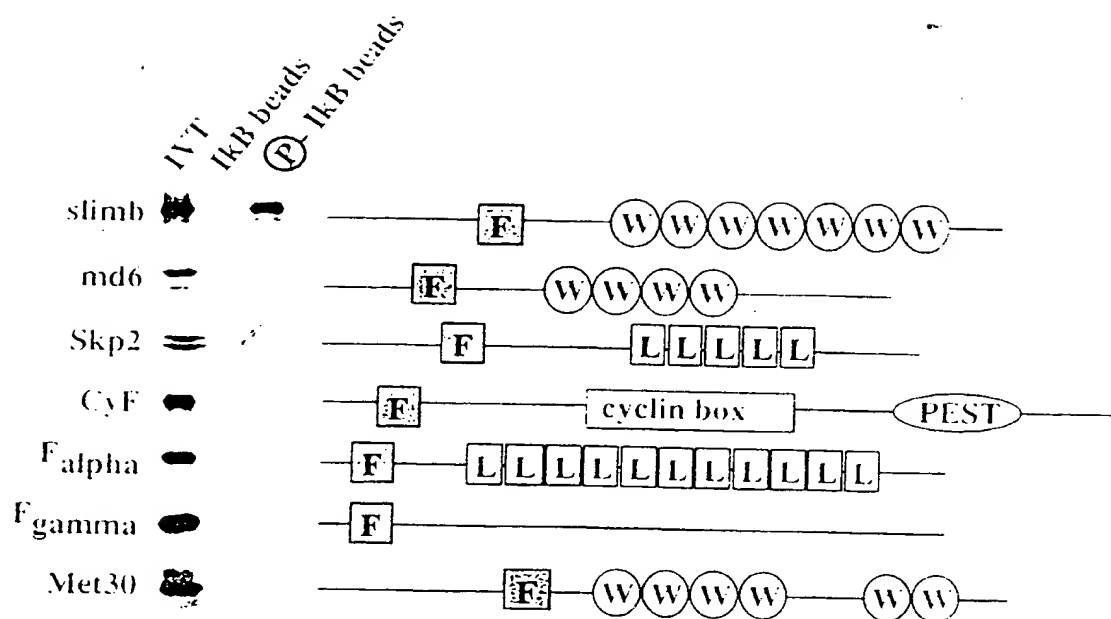 IVT
IkB beads
P - IkB beads
slimb F W W W W W W W
md6 F W W W W
Skp2 F L L L L L
CyF F cyclin box PEST
Falpha F L L L L L L L L L L L
Fgamma F
Met30 F W W W W W W